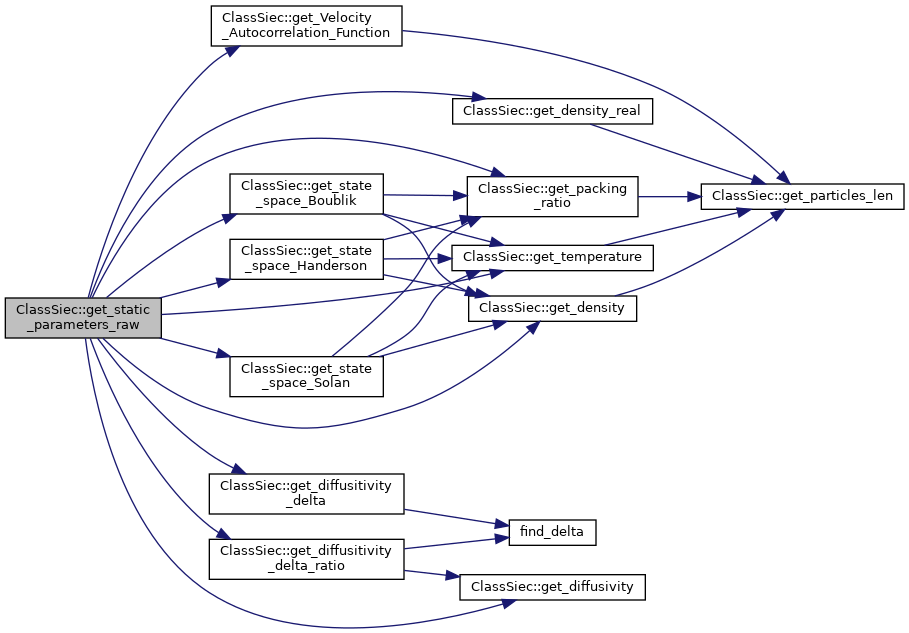 ClassSiec::get_Velocity
_Autocorrelation_Function
ClassSiec::get_density_real
ClassSiec::get_state
_space_Boublik
ClassSiec::get_packing
_ratio
ClassSiec::get_particles_len
ClassSiec::get_state
_space_Handerson
ClassSiec::get_temperature
ClassSiec::get_static
_parameters_raw
ClassSiec::get_density
ClassSiec::get_state
_space_Solan
ClassSiec::get_diffusitivity
_delta
find_delta
ClassSiec::get_diffusitivity
_delta_ratio
ClassSiec::get_diffusivity